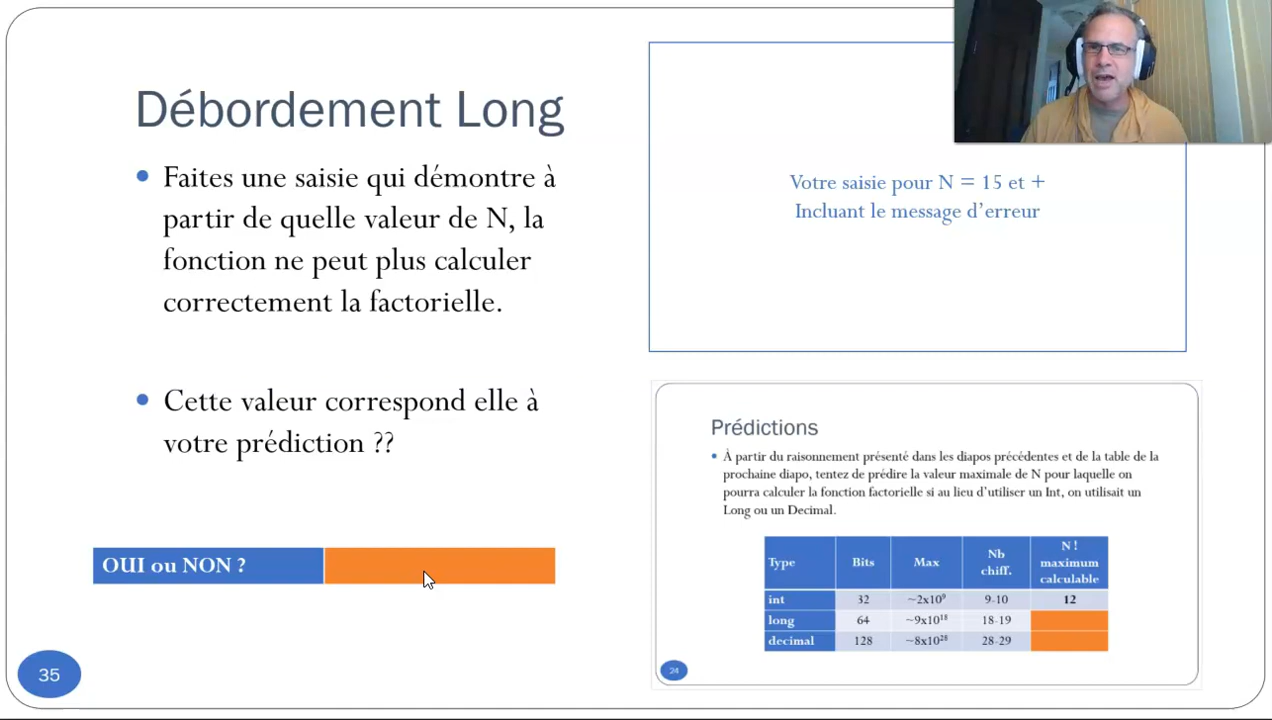 Débordement Long
• Faites une saisie qui démontre à
partir de quelle valeur de N, la
fonction ne peut plus calculer
correctement la factorielle.
• Cette valeur correspond elle à
votre prédiction ??
OUI ou NON ?
35
Votre saisie pour N = 15 et +
Incluant le message d'erreur
Prédictions
• À partir du raisonnement présenté dans les diapos précédentes et de la table de la
prochaine diapo, tentez de prédire la valeur maximale de N pour laquelle on
pourra calculer la fonction factorielle si au lieu d'utiliser un Int, on utilisait un
Long ou un Decimal.
Type Bits Max Nb chiff. N ! maximum calculable
int 32 ~2x10⁹ 9-10 12
long 64 ~9x10¹⁸ 18-19
decimal 128 ~8x10²⁸ 28-29
24